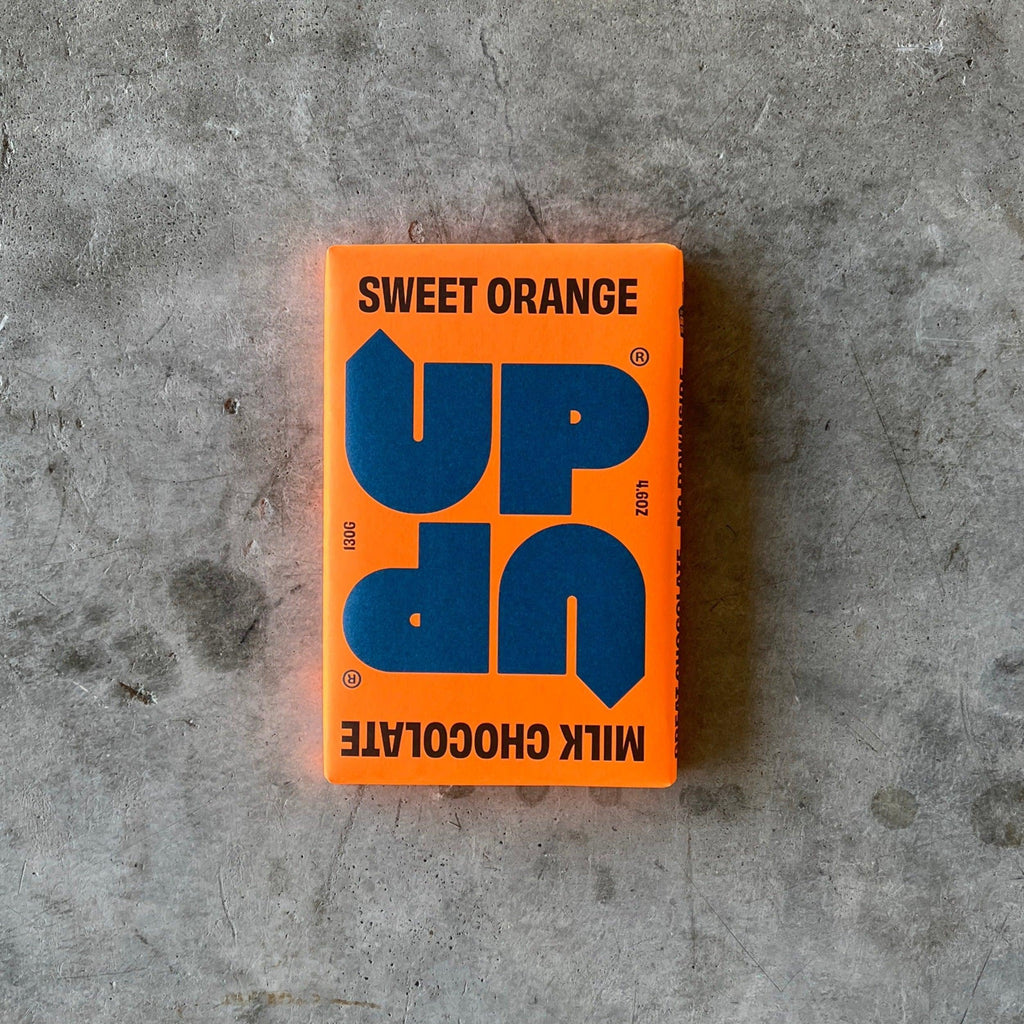 SWEET ORANGE
UP®
4.6OZ
130G
UP®
MILK CHOCOLATE